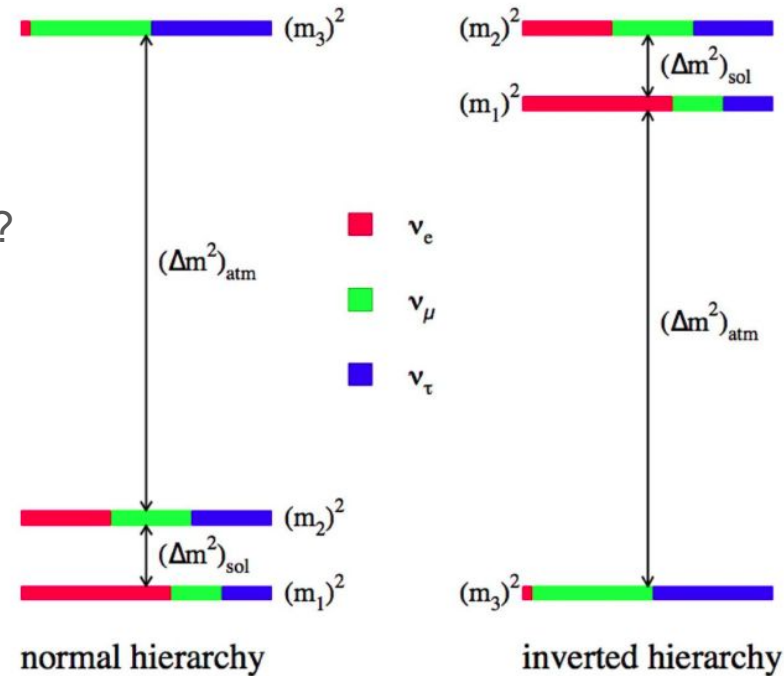 (m₃)²
(m₂)²
(Δm²)sol
(m₁)²
?
νe
(Δm²)atm
νμ
(Δm²)atm
ντ
(m₂)²
(Δm²)sol
(m₁)²
(m₃)²
normal hierarchy
inverted hierarchy